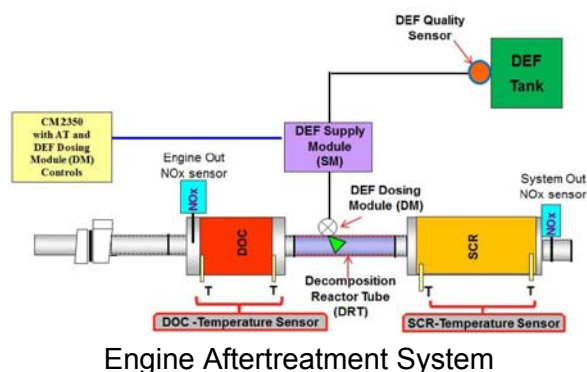 DEF Quality
Sensor
DEF
Tank
CM2350
with AT and
DEF Dosing
Module (DM)
Controls
DEF Supply
Module
(SM)
Engine Out
NOx sensor
System Out
NOx sensor
NOx
DEF Dosing
Module (DM)
NOx
DOC
SCR
Decomposition
Reactor Tube
(DRT)
T
T
T
T
DOC -Temperature Sensor
SCR-Temperature Sensor
Engine Aftertreatment System